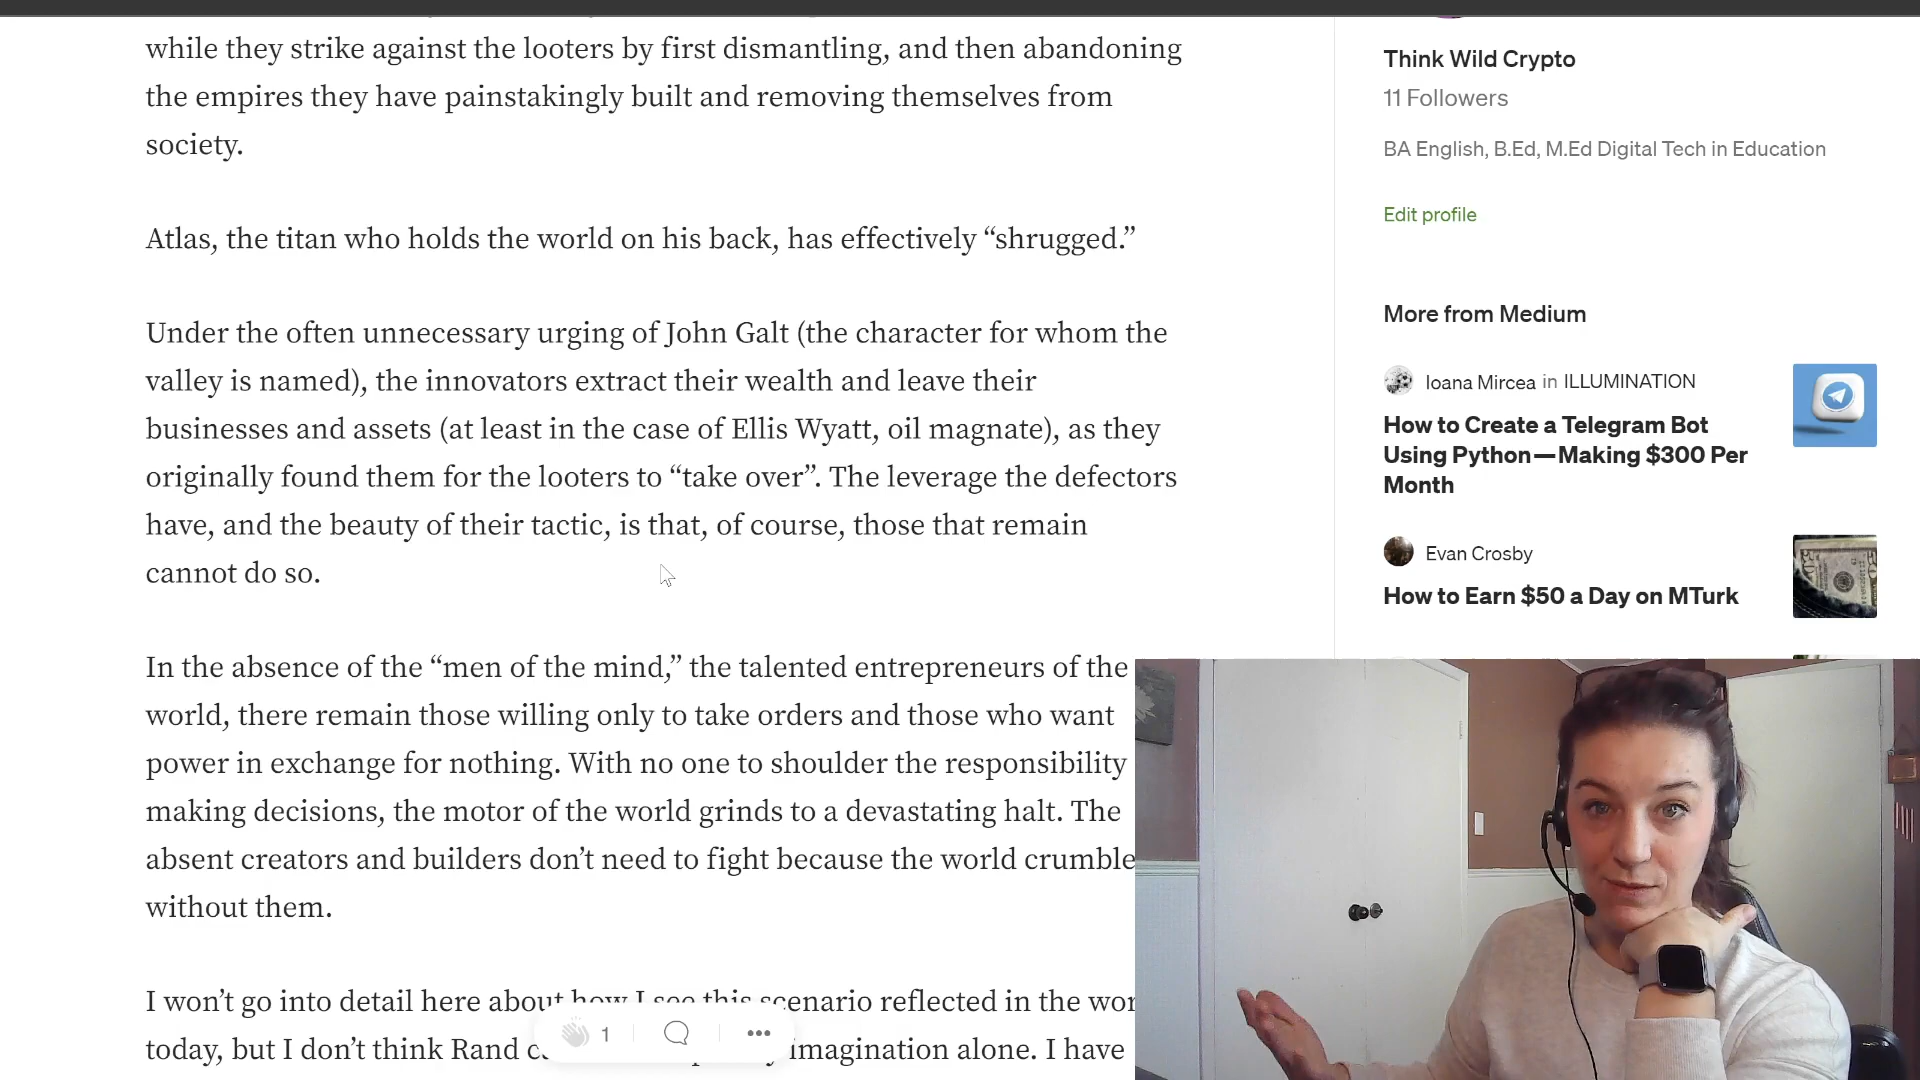 while they strike against the looters by first dismantling, and then abandoning
the empires they have painstakingly built and removing themselves from
society.
Atlas, the titan who holds the world on his back, has effectively “shrugged.”
Under the often unnecessary urging of John Galt (the character for whom the
valley is named), the innovators extract their wealth and leave their
businesses and assets (at least in the case of Ellis Wyatt, oil magnate), as they
originally found them for the looters to “take over”. The leverage the defectors
have, and the beauty of their tactic, is that, of course, those that remain
cannot do so.
In the absence of the “men of the mind,” the talented entrepreneurs of the
world, there remain those willing only to take orders and those who want
power in exchange for nothing. With no one to shoulder the responsibility
making decisions, the motor of the world grinds to a devastating halt. The
absent creators and builders don’t need to fight because the world crumble
without them.
I won’t go into detail here about how I see this scenario reflected in the wor
today, but I don’t think Rand imagination alone. I have
1
Think Wild Crypto
11 Followers
BA English, B.Ed, M.Ed Digital Tech in Education
Edit profile
More from Medium
Ioana Mircea in ILLUMINATION
How to Create a Telegram Bot
Using Python — Making $300 Per
Month
Evan Crosby
How to Earn $50 a Day on MTurk